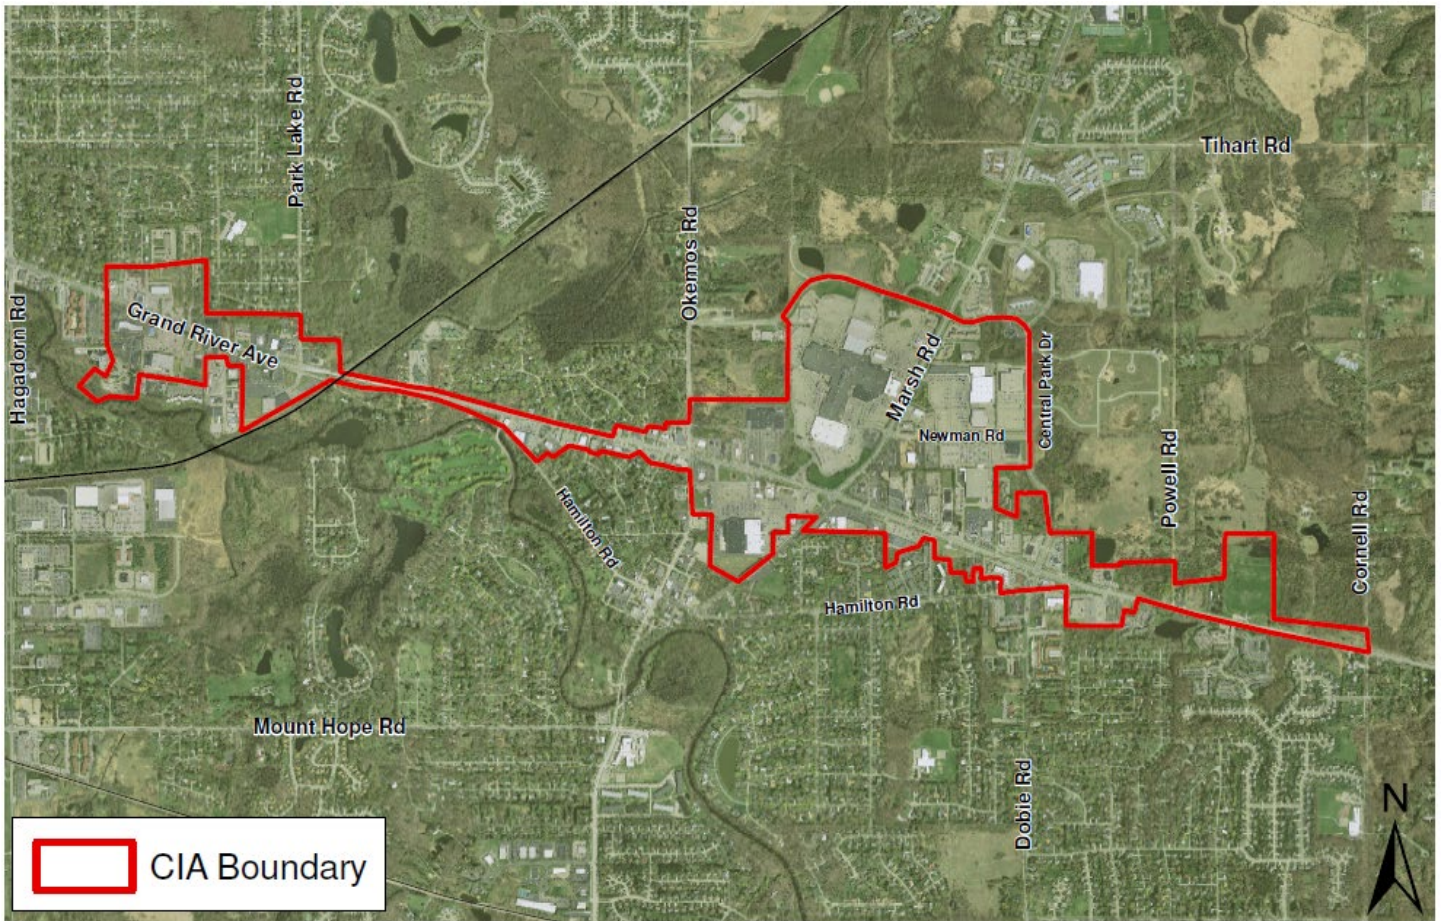 Park Lake Rd
Tihart Rd
Okemos Rd
Hagadorn Rd
Grand River Ave
Marsh Rd
Central Park Dr
Newman Rd
Powell Rd
Hamilton Rd
Cornell Rd
Hamilton Rd
Mount Hope Rd
Dobie Rd
N
CIA Boundary